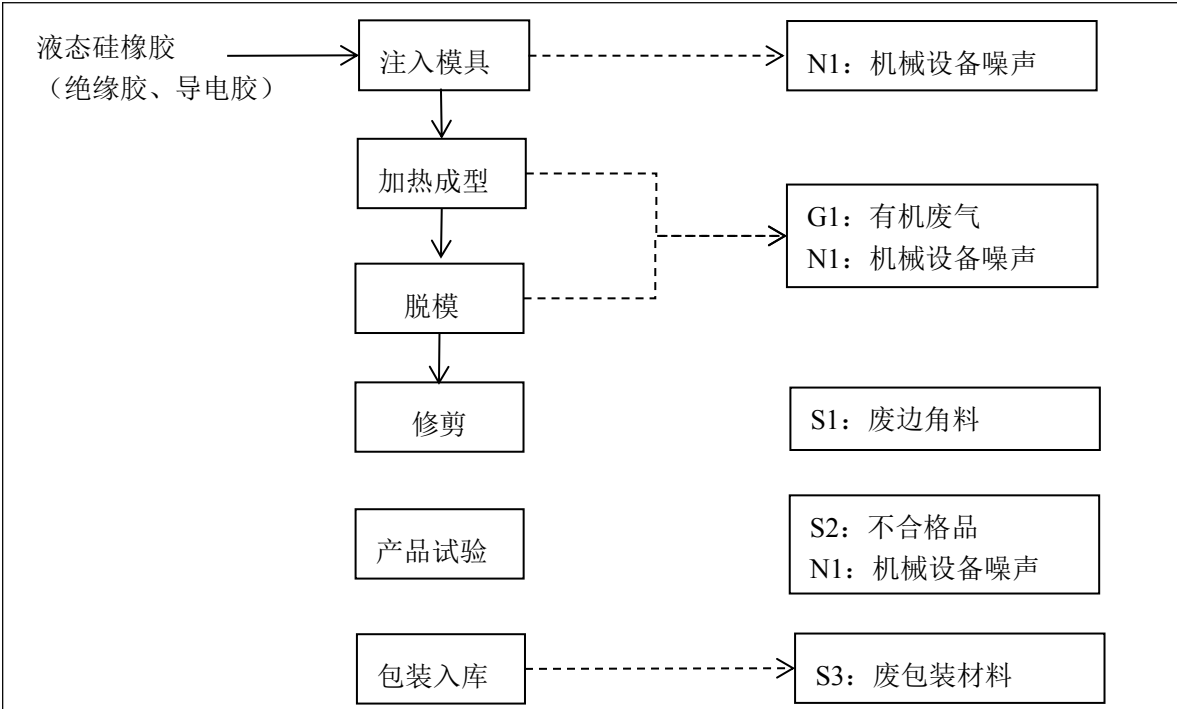 液态硅橡胶
（绝缘胶、导电胶）
注入模具
N1：机械设备噪声
加热成型
G1：有机废气
N1：机械设备噪声
脱模
修剪
S1：废边角料
产品试验
S2：不合格品
N1：机械设备噪声
包装入库
S3：废包装材料